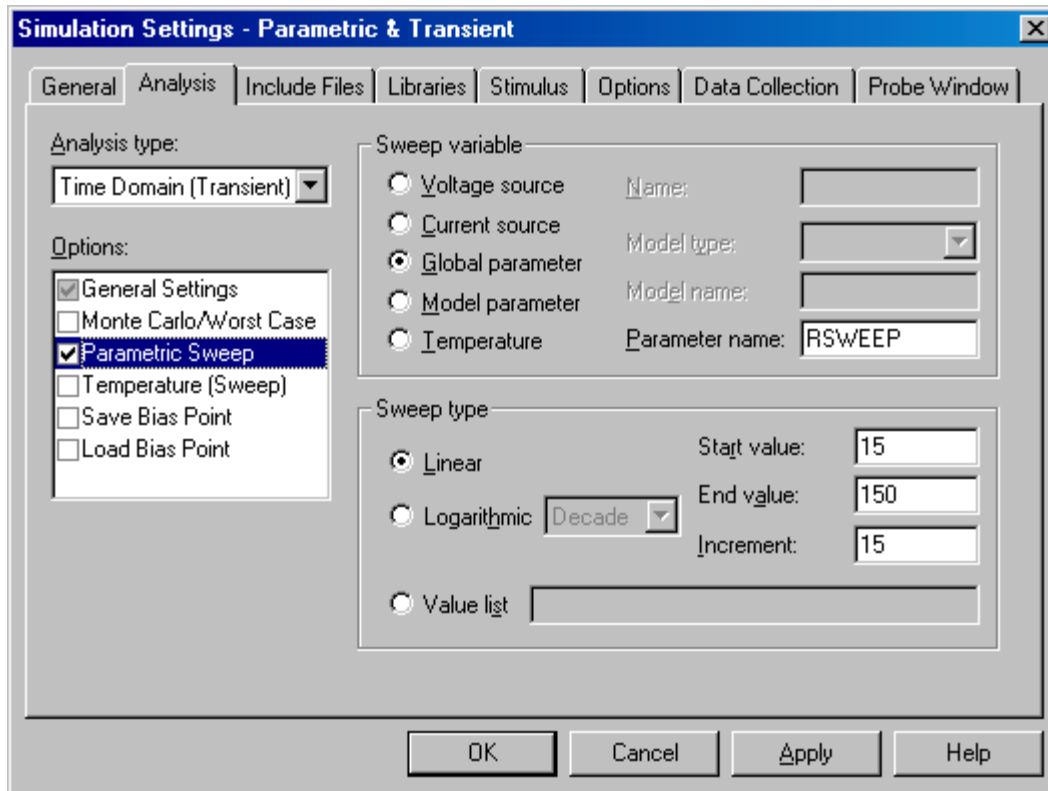 Simulation Settings - Parametric & Transient
General Analysis Include Files Libraries Stimulus Options Data Collection Probe Window
Analysis type:
Time Domain (Transient)
Options:
General Settings
Monte Carlo/Worst Case
Parametric Sweep
Temperature (Sweep)
Save Bias Point
Load Bias Point
Sweep variable
Voltage source
Current source
Global parameter
Model parameter
Temperature
Name:
Model type:
Model name:
Parameter name: RSWEEP
Sweep type
Linear
Logarithmic Decade
Value list
Start value: 15
End value: 150
Increment: 15
OK Cancel Apply Help